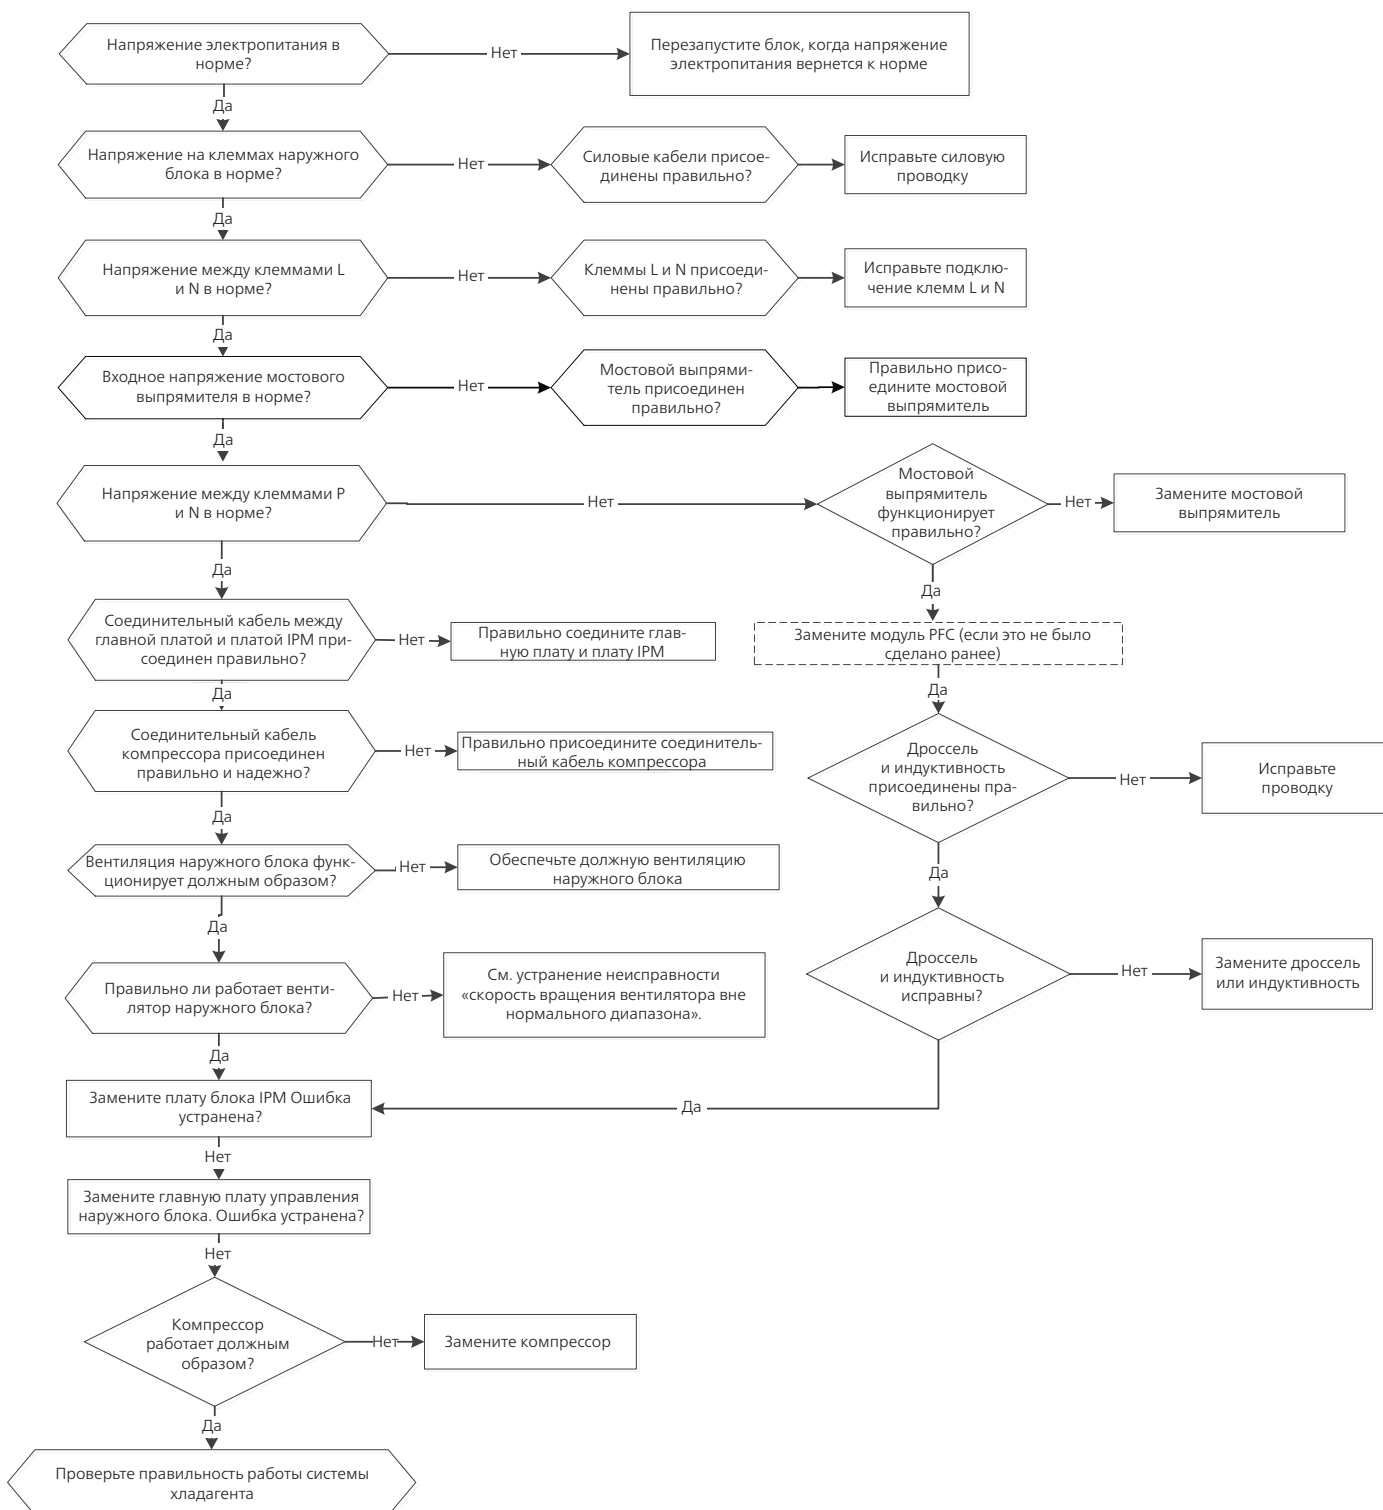 Напряжение электропитания в
норме?
Нет
Перезапустите блок, когда напряжение
электропитания вернется к норме
Да
Напряжение на клеммах наружного
блока в норме?
Нет
Силовые кабели присое-
динены правильно?
Исправьте силовую
проводку
Да
Напряжение между клеммами L
и N в норме?
Нет
Клеммы L и N присоеди-
нены правильно?
Исправьте подклю-
чение клемм L и N
Да
Входное напряжение мостового
выпрямителя в норме?
Нет
Мостовой выпрями-
тель присоединен
правильно?
Правильно присо-
едините мостовой
выпрямитель
Да
Напряжение между клеммами P
и N в норме?
Нет
Мостовой
выпрямитель
функционирует
правильно?
Нет
Замените мостовой
выпрямитель
Да
Да
Соединительный кабель между
главной платой и платой IPM при-
соединен правильно?
Нет
Правильно соедините глав-
ную плату и плату IPM
Замените модуль PFC (если это не было
сделано ранее)
Да
Да
Соединительный кабель
компрессора присоединен
правильно и надежно?
Нет
Правильно присоедините соединитель-
ный кабель компрессора
Дроссель
и индуктивность
присоединены пра-
вильно?
Нет
Исправьте
проводку
Да
Вентиляция наружного блока функ-
ционирует должным образом?
Нет
Обеспечьте должную вентиляцию
наружного блока
Да
Да
Правильно ли работает венти-
лятор наружного блока?
Нет
См. устранение неисправности
«скорость вращения вентилятора вне
нормального диапазона».
Дроссель
и индуктивность
исправны?
Нет
Замените дроссель
или индуктивность
Да
Замените плату блока IPM Ошибка
устранена?
Да
Нет
Замените главную плату управления
наружного блока. Ошибка устранена?
Нет
Компрессор
работает должным
образом?
Нет
Замените компрессор
Да
Проверьте правильность работы системы
хладагента